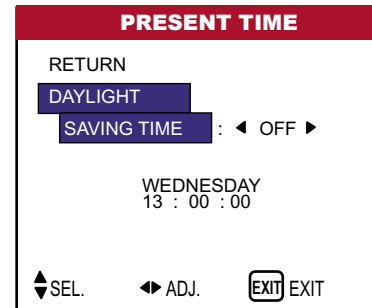 PRESENT TIME
RETURN
DAYLIGHT
SAVING TIME : ◀ OFF ▶
WEDNESDAY
13 : 00 : 00
SEL. ADJ. EXIT EXIT